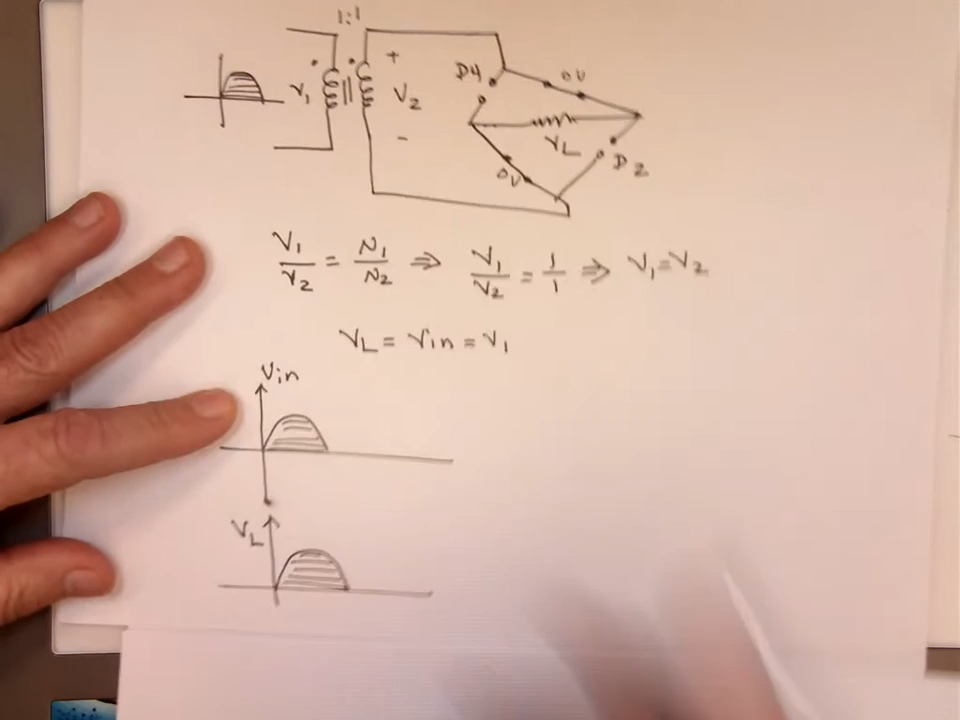 1:1
+
D4
0V
V1
V2
-
VL
D2
0V
V1/V2 = N1/N2 ⇒ V1/V2 = 1/1 ⇒ V1=V2
VL = Vin = V1
Vin
VL